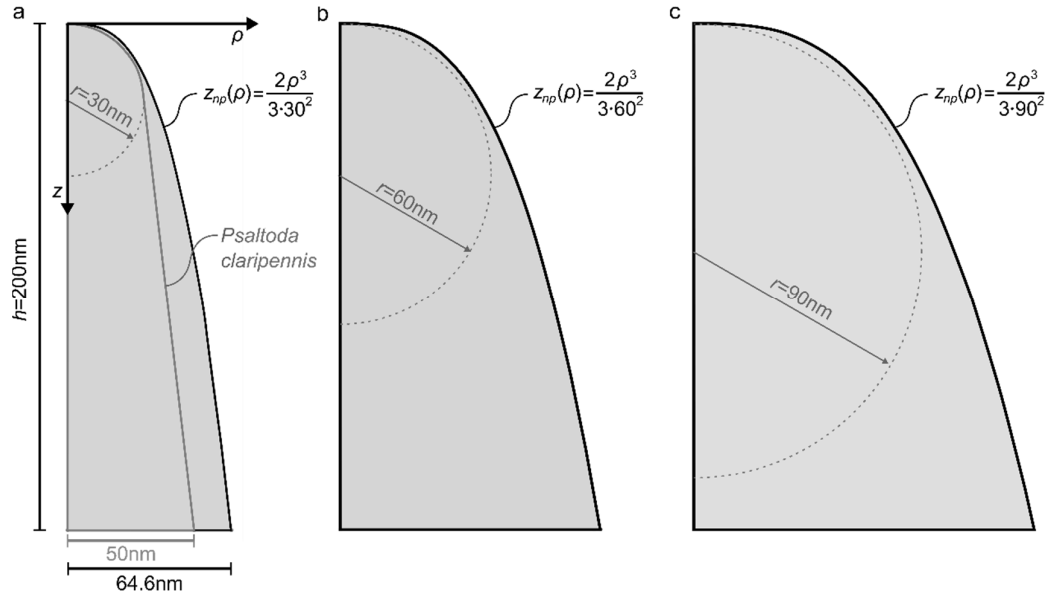 a
ρ
z_np(ρ)=2ρ³/3·30²
r=30nm
z
Psaltoda
claripennis
h=200nm
50nm
64.6nm
b
z_np(ρ)=2ρ³/3·60²
r=60nm
c
z_np(ρ)=2ρ³/3·90²
r=90nm